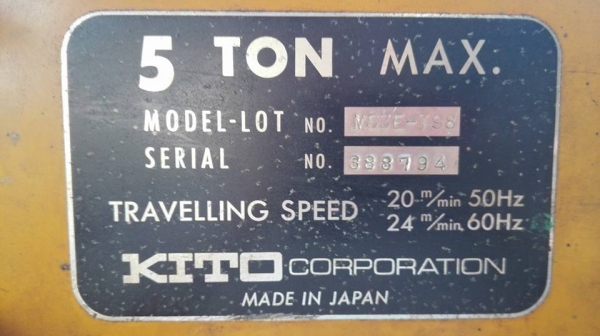 5 TON MAX.
MODEL-LOT NO.
SERIAL NO. 388794
TRAVELLING SPEED 20 m/min 50Hz
24 m/min. 60Hz
KITO CORPORATION
MADE IN JAPAN